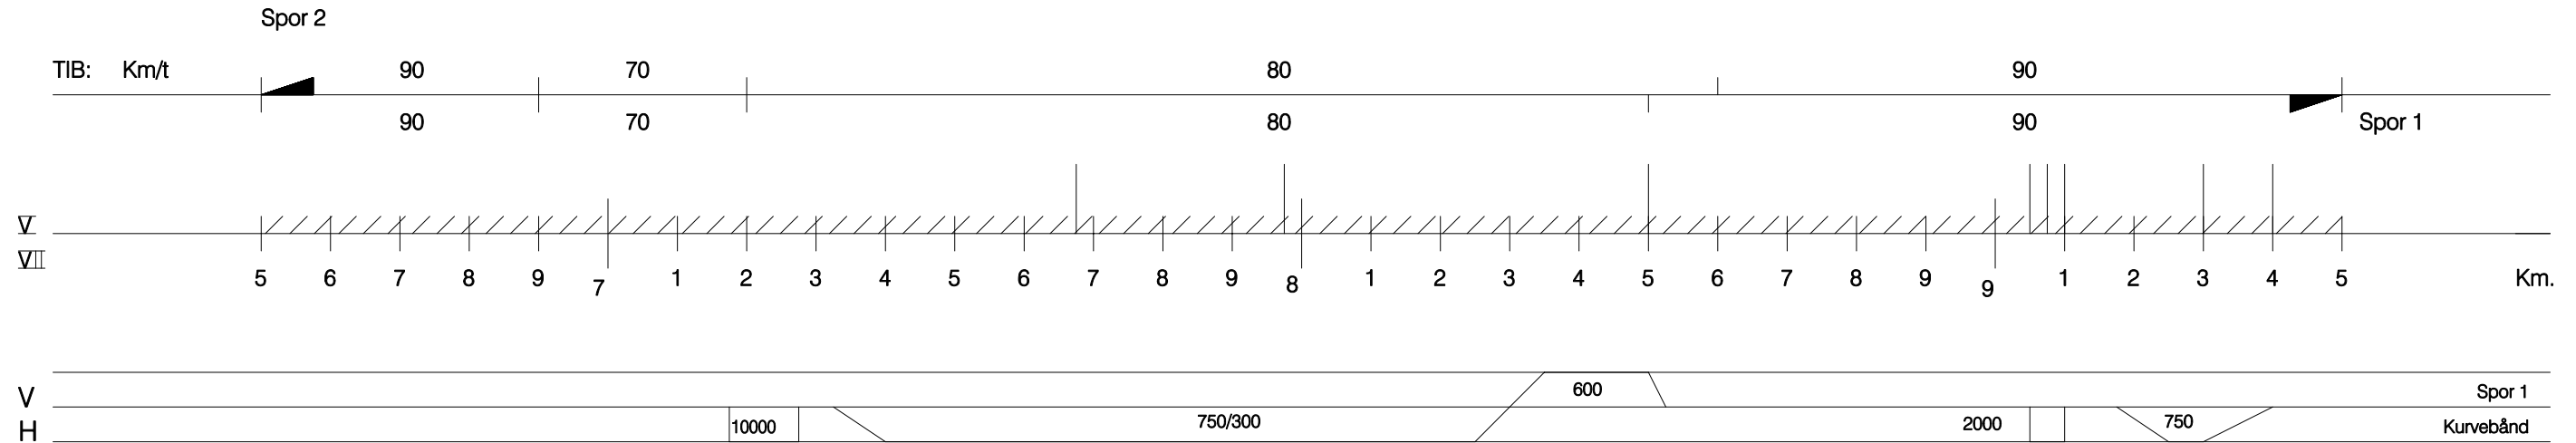 Spor 2
TIB: Km/t 90 70 80 90
90 70 80 90 Spor 1
V
VII
5 6 7 8 9 7 1 2 3 4 5 6 7 8 9 8 1 2 3 4 5 6 7 8 9 9 1 2 3 4 5 Km.
V 600 Spor 1
H 10000 750/300 2000 750 Kurvebånd